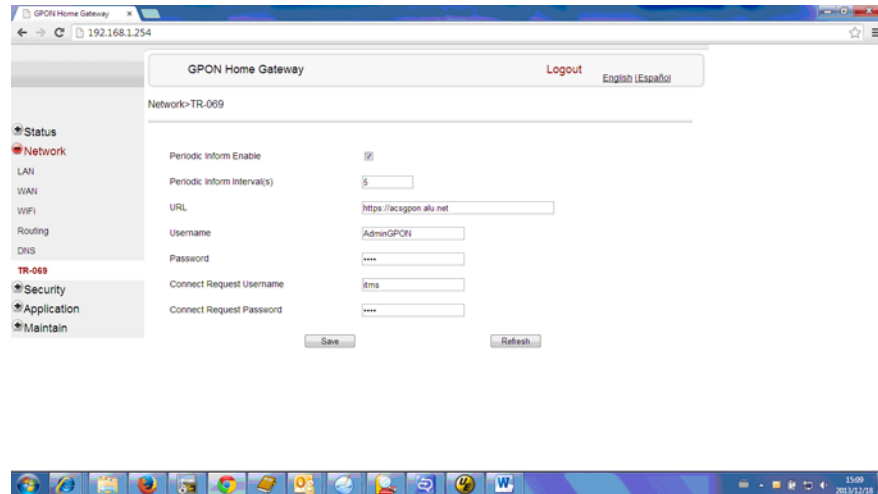 GPON Home Gateway
192.168.1.254
GPON Home Gateway
Logout
English |Español
Network>TR-069
Status
Network
LAN
WAN
WiFi
Routing
DNS
TR-069
Security
Application
Maintain
Periodic Inform Enable
Periodic Inform Interval(s)
5
URL
https://acsgpon.alu.net
Username
AdminGPON
Password
••••
Connect Request Username
itms
Connect Request Password
••••
Save
Refresh
15:09
2013/12/18